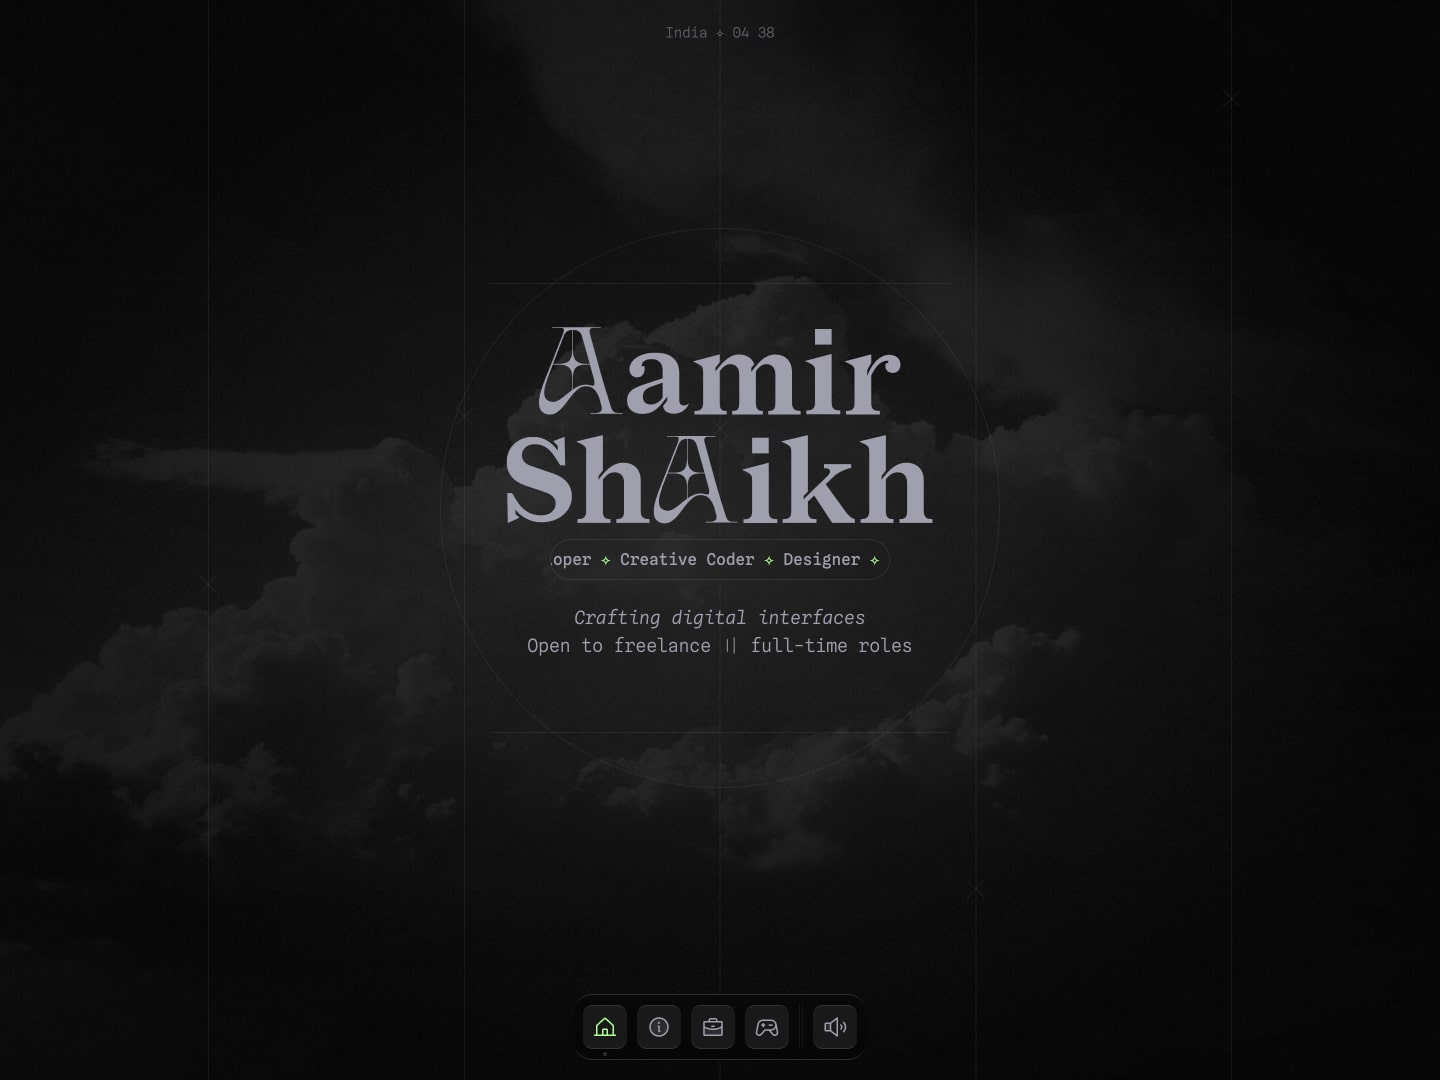 India ✧ 04 38
Aamir
ShAikh
oper ✧ Creative Coder ✧ Designer ✧
Crafting digital interfaces
Open to freelance || full-time roles